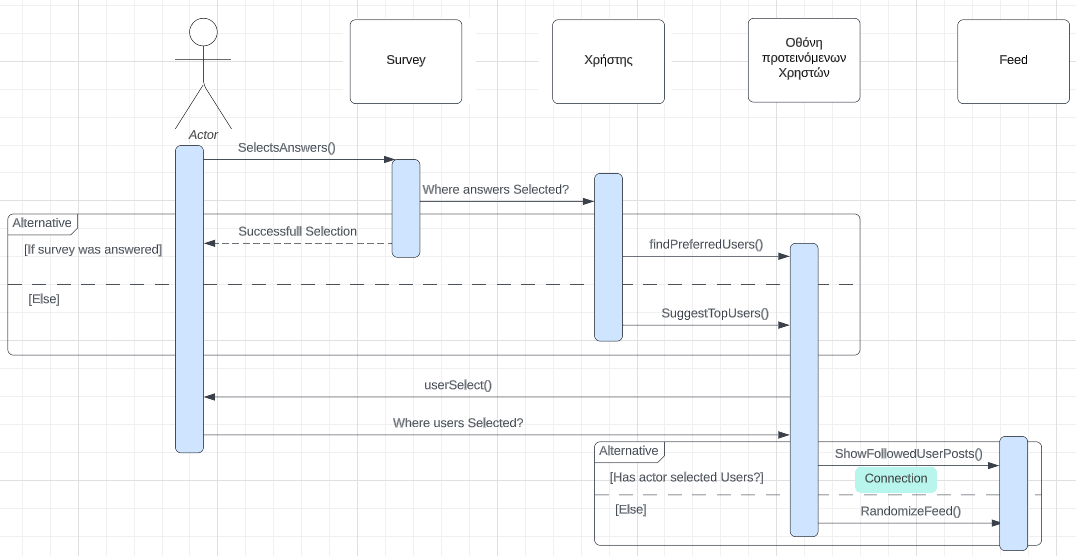 Survey
Χρήστης
Οθόνη
προτεινόμενων
Χρηστών
Feed
Actor
SelectsAnswers()
Where answers Selected?
Alternative
Successfull Selection
[If survey was answered]
findPreferredUsers()
[Else]
SuggestTopUsers()
userSelect()
Where users Selected?
Alternative
ShowFollowedUserPosts()
[Has actor selected Users?]
Connection
[Else]
RandomizeFeed()